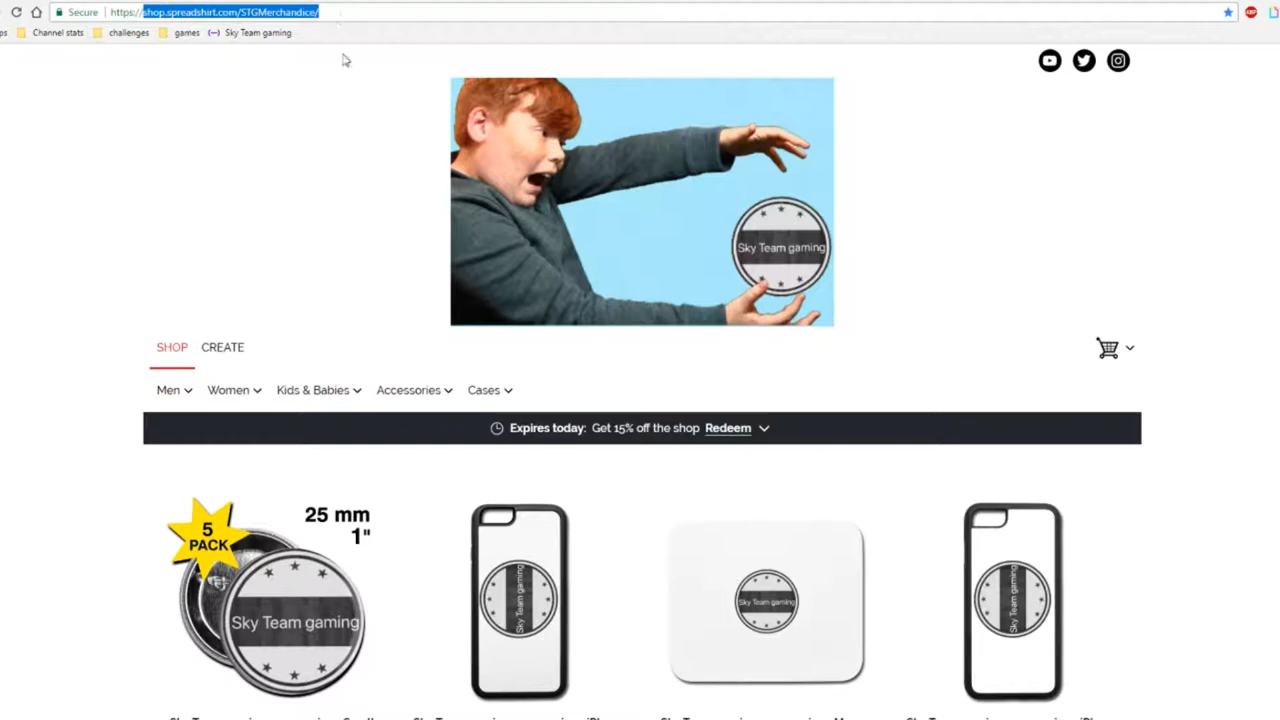 Secure https://shop.spreadshirt.com/STGMerchandice/
Channel stats challenges games Sky Team gaming
Sky Team gaming
SHOP CREATE
Men Women Kids & Babies Accessories Cases
Expires today: Get 15% off the shop Redeem
5 PACK
25 mm
1"
Sky Team gaming
Sky Team gaming
Sky Team gaming
Sky Team gaming